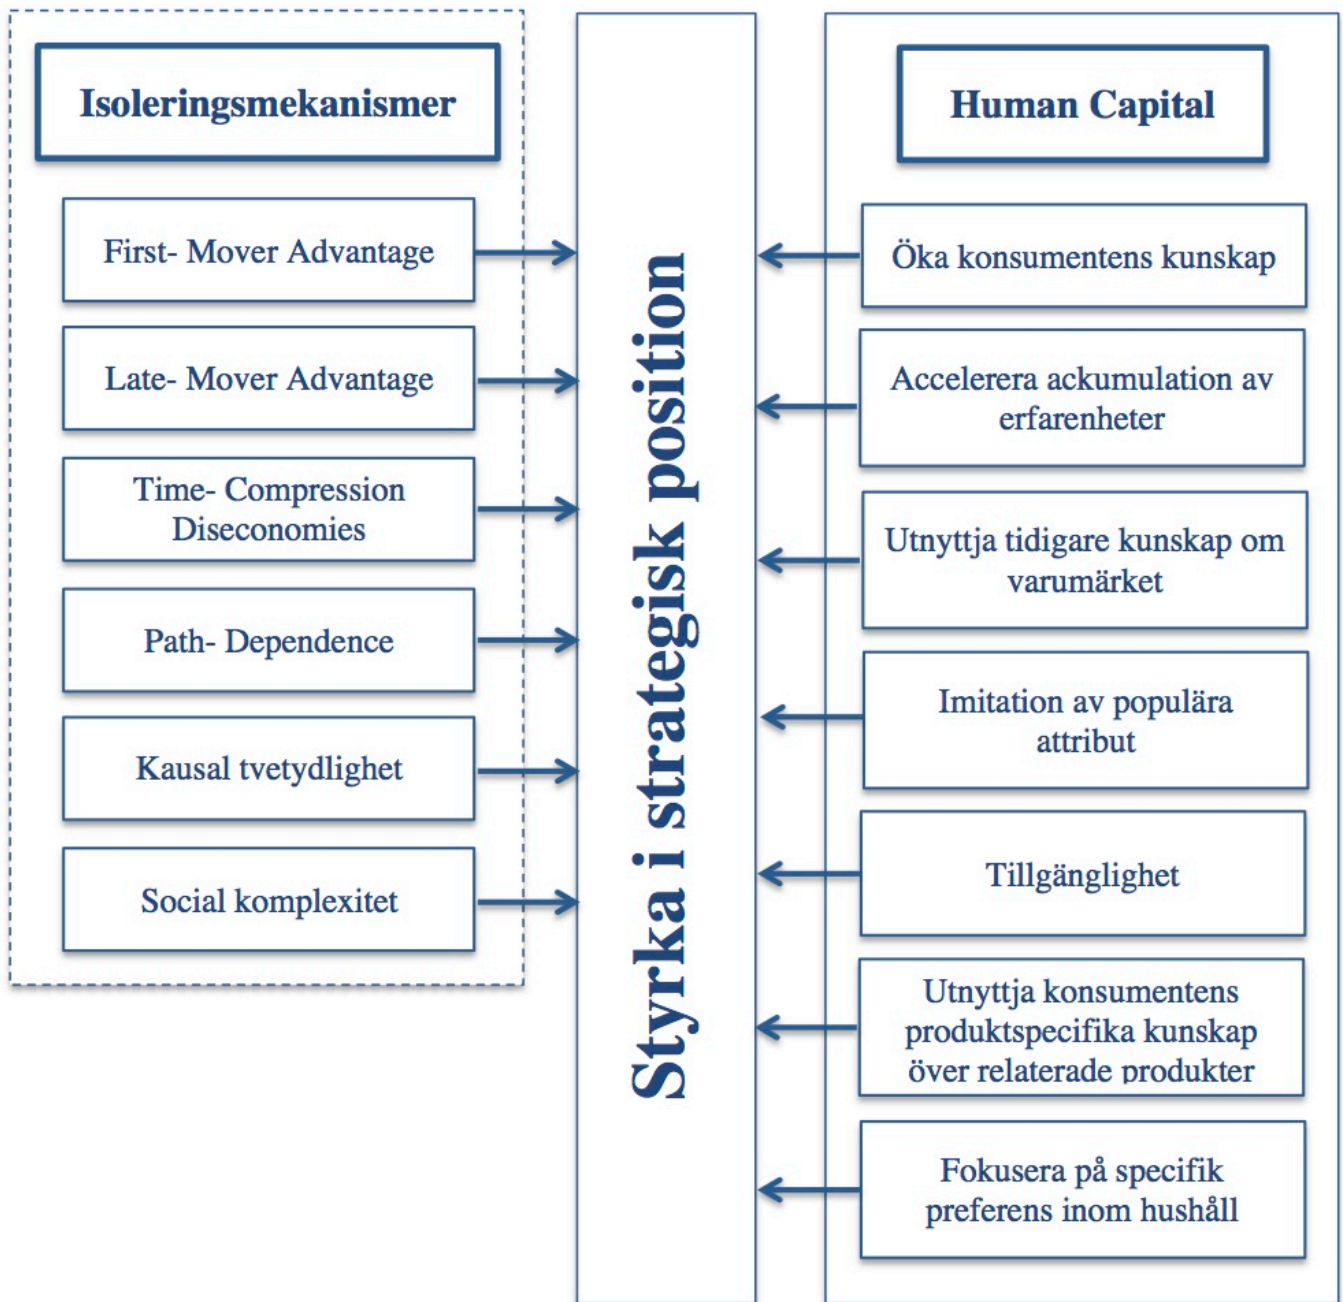 Isoleringsmekanismer
First- Mover Advantage
Late- Mover Advantage
Time- Compression
Diseconomies
Path- Dependence
Kausal tvetydlighet
Social komplexitet
Styrka i strategisk position
Human Capital
Öka konsumentens kunskap
Accelerera ackumulation av
erfarenheter
Utnyttja tidigare kunskap om
varumärket
Imitation av populära
attribut
Tillgänglighet
Utnyttja konsumentens
produktspecifika kunskap
över relaterade produkter
Fokusera på specifik
preferens inom hushåll